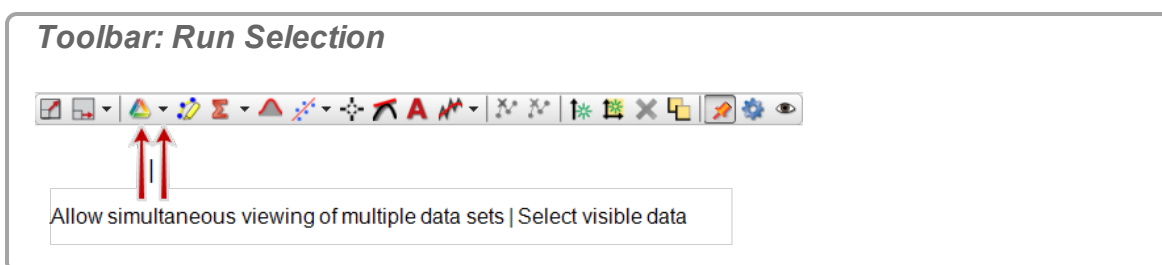 Toolbar: Run Selection
Allow simultaneous viewing of multiple data sets | Select visible data